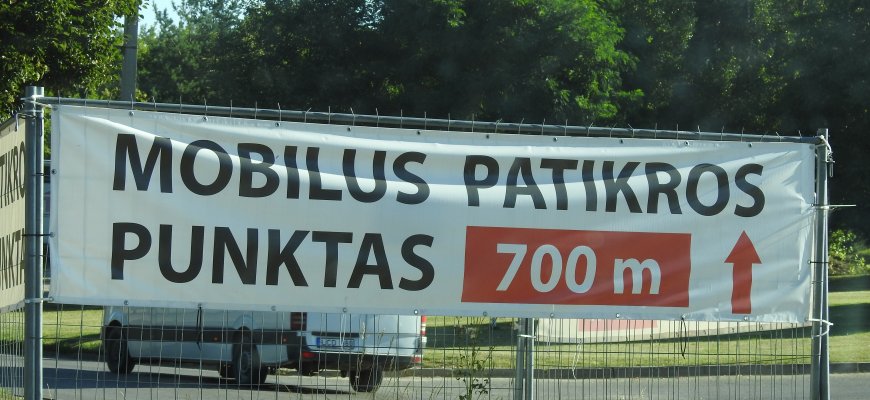 MOBILUS PATIKROS
PUNKTAS 700 m